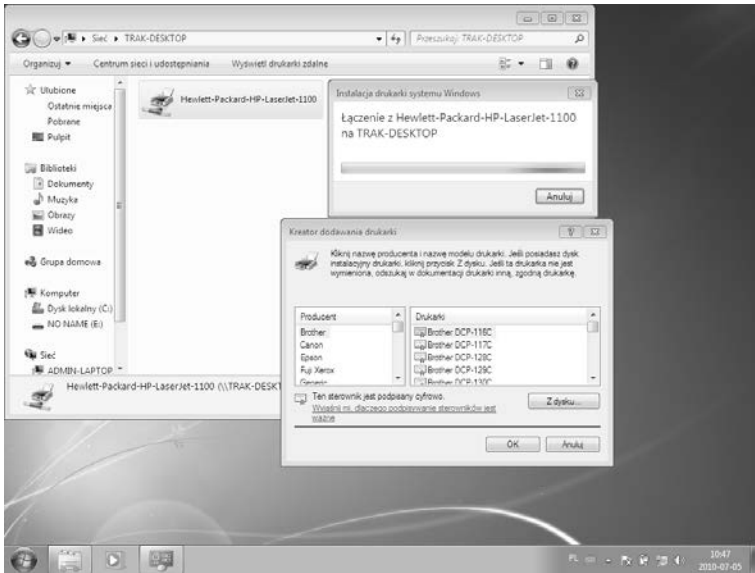 Sieć ▸ TRAK-DESKTOP
Przeszukaj: TRAK-DESKTOP
Organizuj
Centrum sieci i udostępniania
Wyświetl drukarki zdalne
Ulubione
Ostatnie miejsca
Pobrane
Pulpit
Biblioteki
Dokumenty
Muzyka
Obrazy
Wideo
Grupa domowa
Komputer
Dysk lokalny (C:)
NO NAME (E:)
Sieć
ADMIN-LAPTOP
Hewlett-Packard-HP-LaserJet-1100
Hewlett-Packard-HP-LaserJet-1100 (\\TRAK-DESKT
Instalacja drukarki systemu Windows
Łączenie z Hewlett-Packard-HP-LaserJet-1100
na TRAK-DESKTOP
Anuluj
Kreator dodawania drukarki
Kliknij nazwę producenta i nazwę modelu drukarki. Jeśli posiadasz dysk
instalacyjny drukarki, kliknij przycisk Z dysku. Jeśli ta drukarka nie jest
wymieniona, odszukaj w dokumentacji drukarki inną, zgodną drukarkę.
Producent
Brother
Canon
Epson
Fuji Xerox
Generic
Drukarki
Brother DCP-116C
Brother DCP-117C
Brother DCP-128C
Brother DCP-129C
Brother DCP-130C
Ten sterownik jest podpisany cyfrowo.
Wyjaśnij mi, dlaczego podpisywanie sterowników jest
ważne
Z dysku...
OK
Anuluj
PL
10:47
2010-07-05